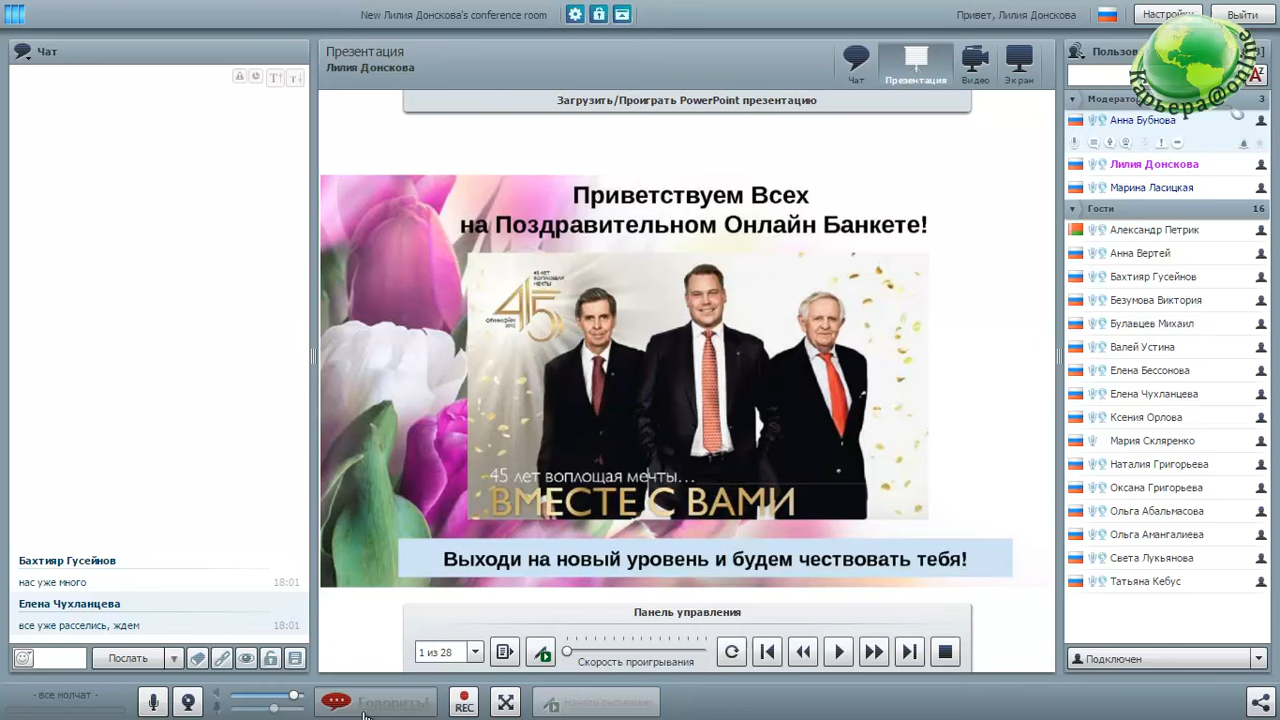 New Лилия Донскова's conference room
Привет, Лилия Донскова
Настройки
Выйти
Чат
Презентация
Лилия Донскова
Чат
Презентация
Видео
Экран
карьера@online
Загрузить/Проиграть PowerPoint презентацию
3
Анна Бубнова
Лилия Донскова
Марина Ласицкая
Гости 16
Александр Петрик
Анна Вертей
Бахтияр Гусейнов
Безумова Виктория
Булавцев Михаил
Валей Устина
Елена Бессонова
Елена Чухланцева
Ксения Орлова
Мария Скляренко
Наталия Григорьева
Оксана Григорьева
Ольга Абальмасова
Ольга Амангалиева
Света Лукьянова
Татьяна Кебус
Приветствуем Всех
на Поздравительном Онлайн Банкете!
45 ЛЕТ
ВОПЛОЩАЯ
МЕЧТЫ
45
45 лет воплощая мечты...
ВМЕСТЕ С ВАМИ
Выходи на новый уровень и будем чествовать тебя!
Бахтияр Гусейнов
нас уже много 18:01
Елена Чухланцева
все уже расселись, ждем 18:01
Послать
Панель управления
1 из 28
Скорость проигрывания
Подключен
- все молчат -
Говорить!
REC